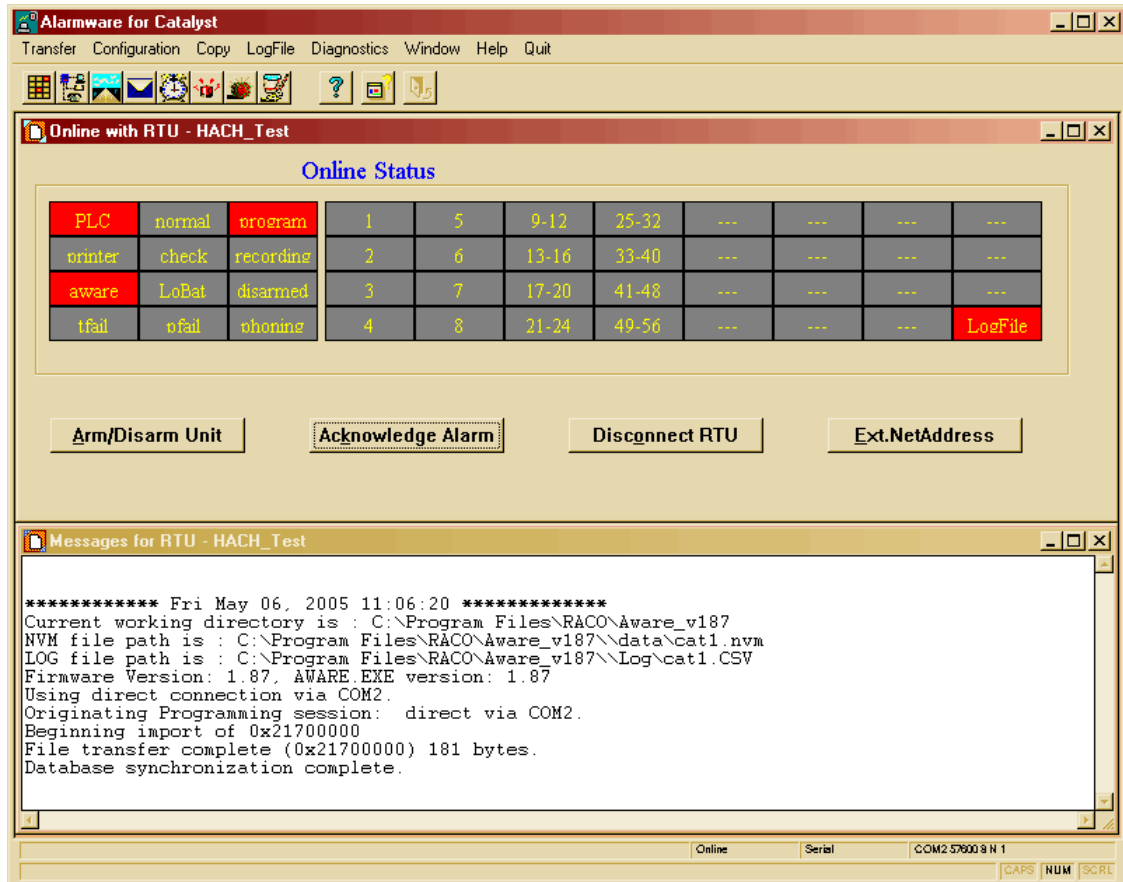 Alarmware for Catalyst
Transfer Configuration Copy LogFile Diagnostics Window Help Quit
Online with RTU - HACH_Test
Online Status
PLC normal program 1 5 9-12 25-32 --- --- --- ---
printer check recording 2 6 13-16 33-40 --- --- --- ---
aware LoBat disarmed 3 7 17-20 41-48 --- --- --- ---
tfail pfail phoning 4 8 21-24 49-56 --- --- --- LogFile
Arm/Disarm Unit Acknowledge Alarm Disconnect RTU Ext.NetAddress
Messages for RTU - HACH_Test
************ Fri May 06, 2005 11:06:20 *************
Current working directory is : C:\Program Files\RACO\Aware_v187
NVM file path is : C:\Program Files\RACO\Aware_v187\\data\cat1.nvm
LOG file path is : C:\Program Files\RACO\Aware_v187\\Log\cat1.CSV
Firmware Version: 1.87, AWARE.EXE version: 1.87
Using direct connection via COM2.
Originating Programming session:  direct via COM2.
Beginning import of 0x21700000
File transfer complete (0x21700000) 181 bytes.
Database synchronization complete.
Online Serial COM2 57600 8 N 1
CAPS NUM SCRL